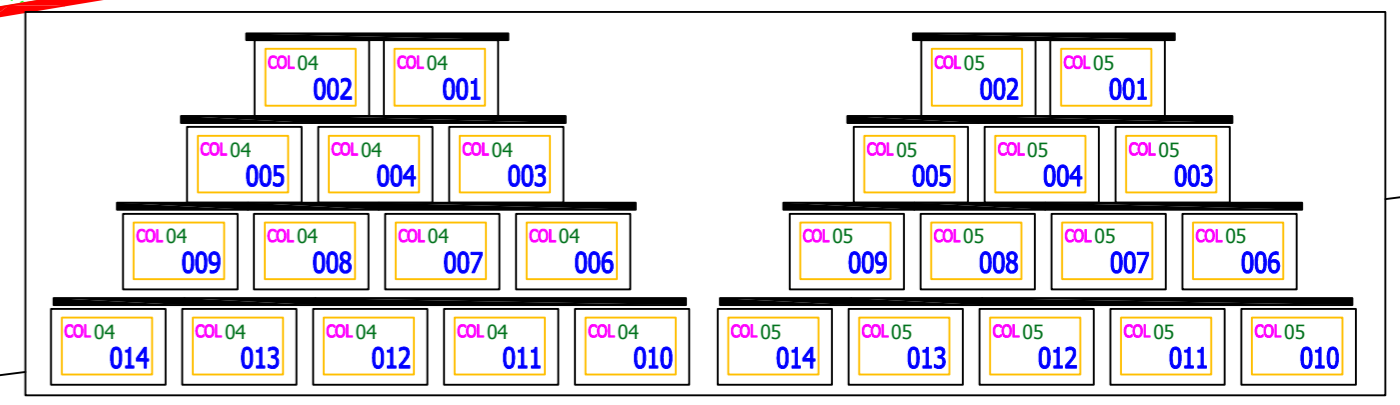 COL 04 COL 04 COL 05 COL 05
002 001 002 001
COL 04 COL 04 COL 04 COL 05 COL 05 COL 05
005 004 003 005 004 003
COL 04 COL 04 COL 04 COL 04 COL 05 COL 05 COL 05 COL 05
009 008 007 006 009 008 007 006
COL 04 COL 04 COL 04 COL 04 COL 04 COL 05 COL 05 COL 05 COL 05 COL 05
014 013 012 011 010 014 013 012 011 010